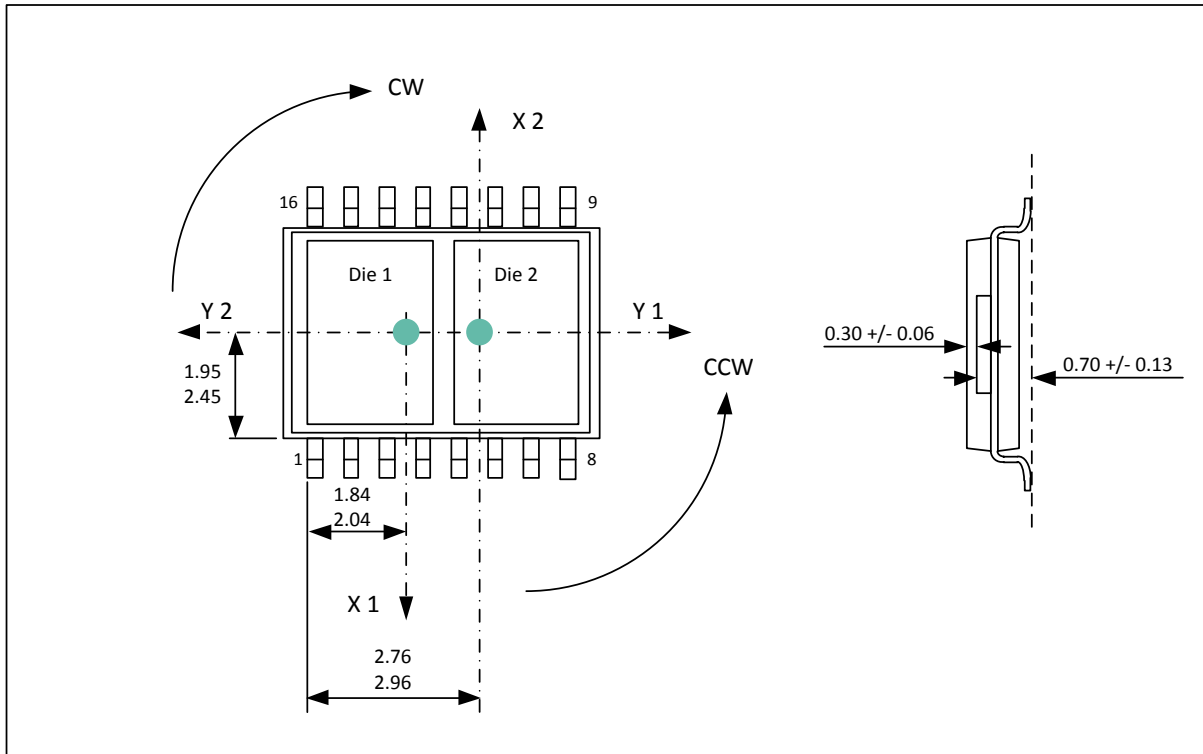 CW
X 2
16
9
Die 1
Die 2
Y 2
Y 1
1.95
2.45
CCW
0.30 +/- 0.06
0.70 +/- 0.13
1
8
1.84
2.04
X 1
2.76
2.96